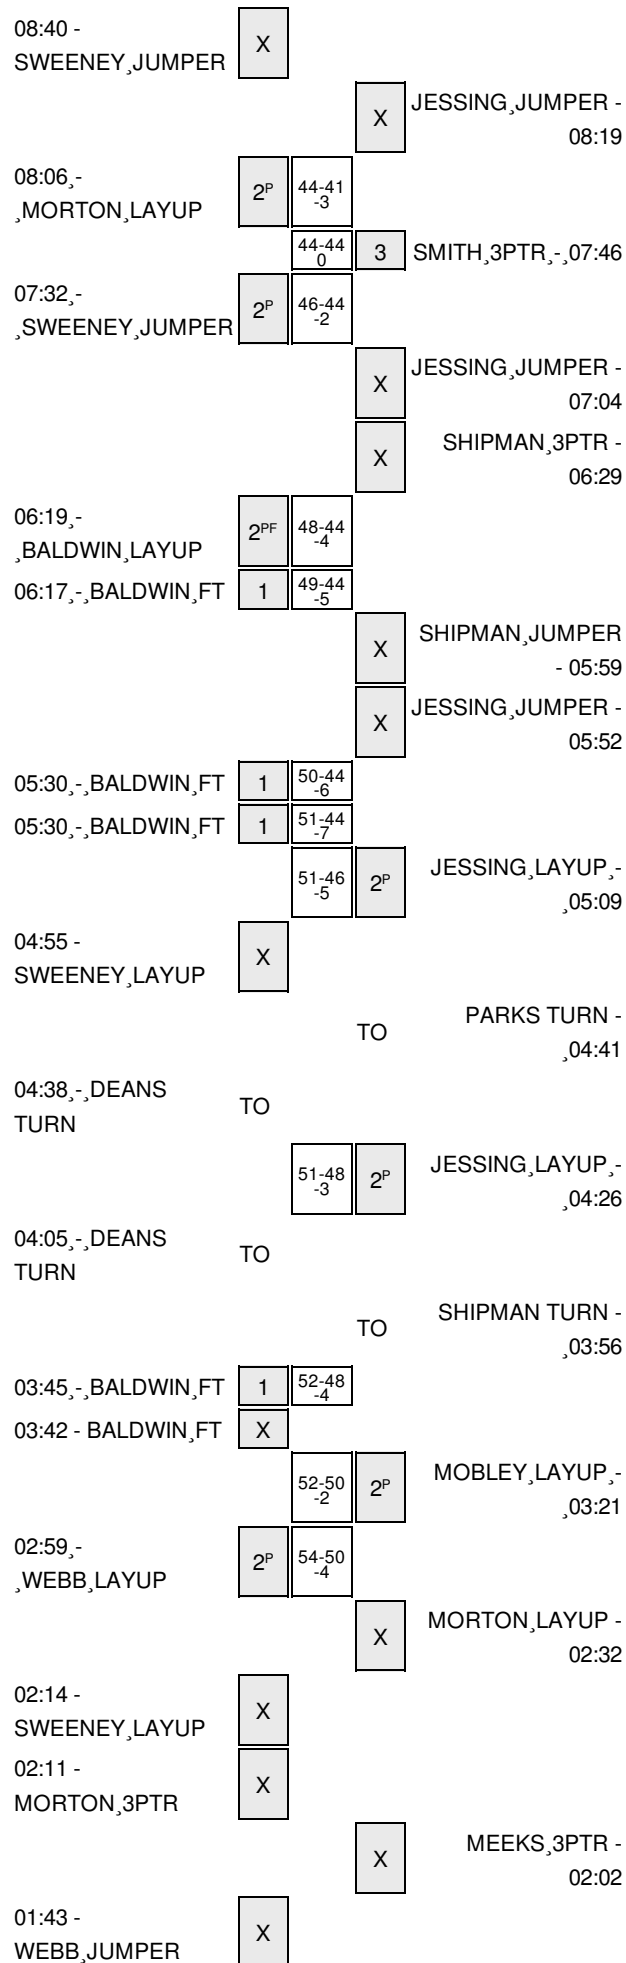 08:40 -
SWEENEY¸JUMPER
X
X
JESSING¸JUMPER -
08:19
08:06¸-
¸MORTON¸LAYUP
2P
44-41
-3
44-44
0
3
SMITH¸3PTR¸-¸07:46
07:32¸-
¸SWEENEY¸JUMPER
2P
46-44
-2
X
JESSING¸JUMPER -
07:04
X
SHIPMAN¸3PTR -
06:29
06:19¸-
¸BALDWIN¸LAYUP
2PF
48-44
-4
06:17¸-¸BALDWIN¸FT
1
49-44
-5
X
SHIPMAN¸JUMPER
- 05:59
X
JESSING¸JUMPER -
05:52
05:30¸-¸BALDWIN¸FT
1
50-44
-6
05:30¸-¸BALDWIN¸FT
1
51-44
-7
51-46
-5
2P
JESSING¸LAYUP¸-
¸05:09
04:55 -
SWEENEY¸LAYUP
X
TO
PARKS TURN -
¸04:41
04:38¸-¸DEANS
TURN
TO
51-48
-3
2P
JESSING¸LAYUP¸-
¸04:26
04:05¸-¸DEANS
TURN
TO
TO
SHIPMAN TURN -
¸03:56
03:45¸-¸BALDWIN¸FT
1
52-48
-4
03:42 - BALDWIN¸FT
X
52-50
-2
2P
MOBLEY¸LAYUP¸-
¸03:21
02:59¸-
¸WEBB¸LAYUP
2P
54-50
-4
X
MORTON¸LAYUP -
02:32
02:14 -
SWEENEY¸LAYUP
X
02:11 -
MORTON¸3PTR
X
X
MEEKS¸3PTR -
02:02
01:43 -
WEBB¸JUMPER
X